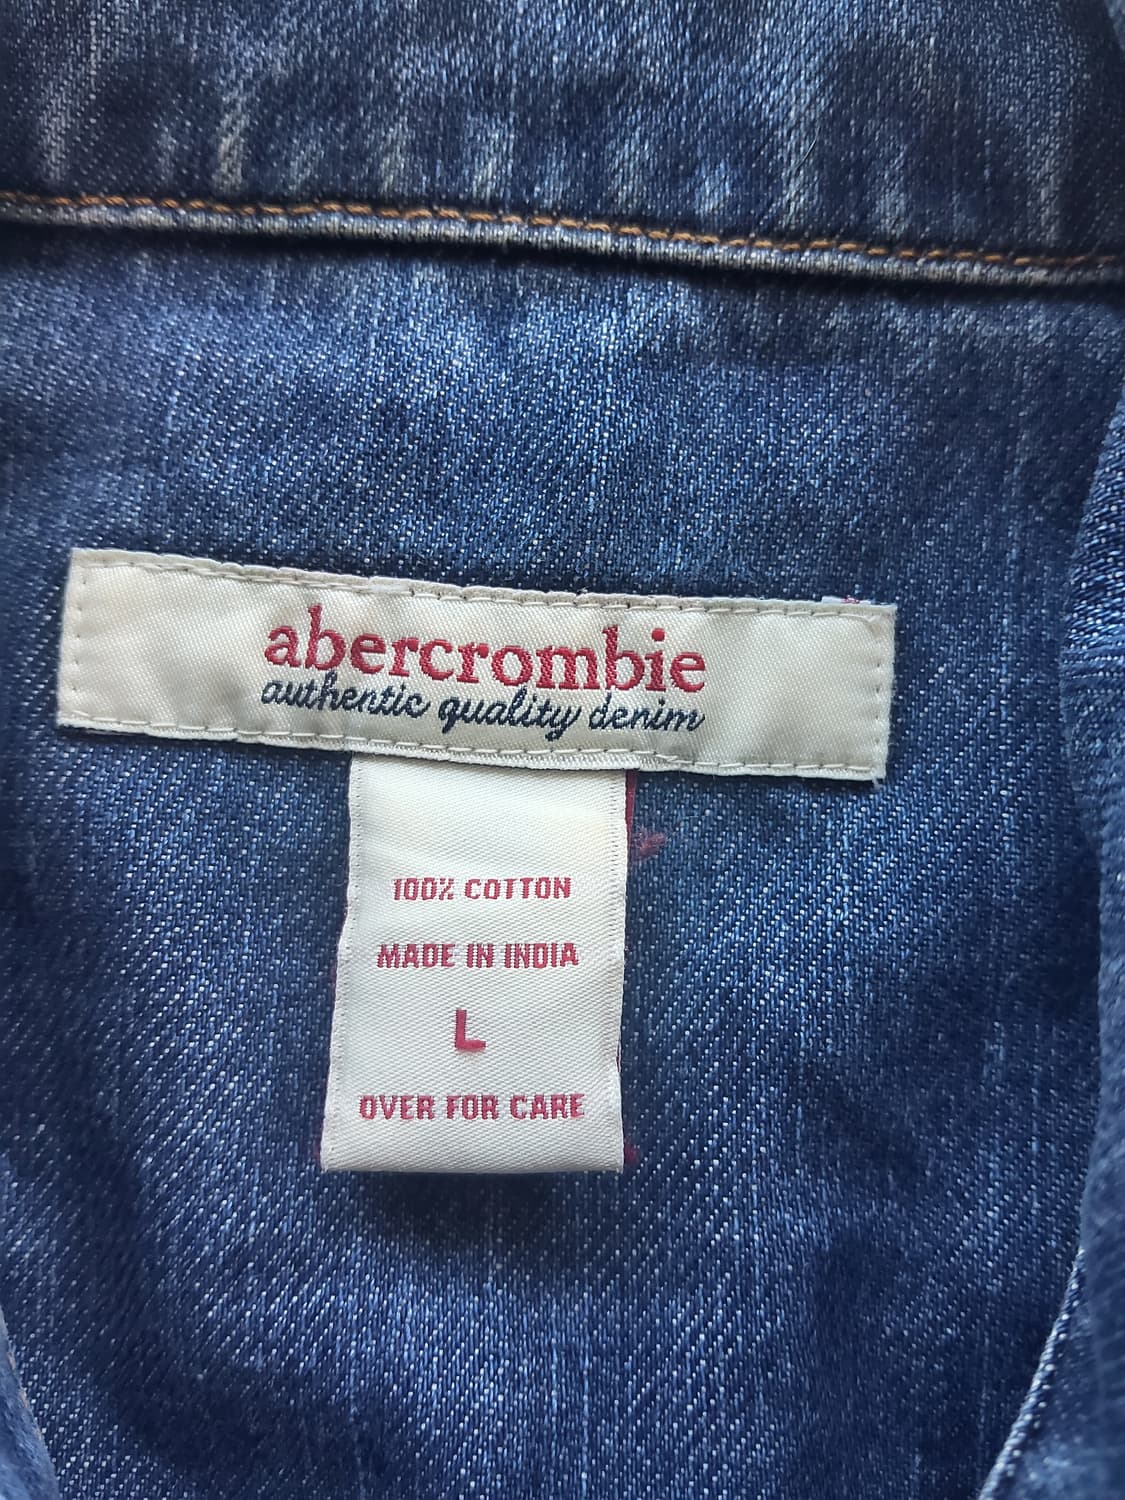 abercrombie
authentic quality denim
100% COTTON
MADE IN INDIA
L
OVER FOR CARE